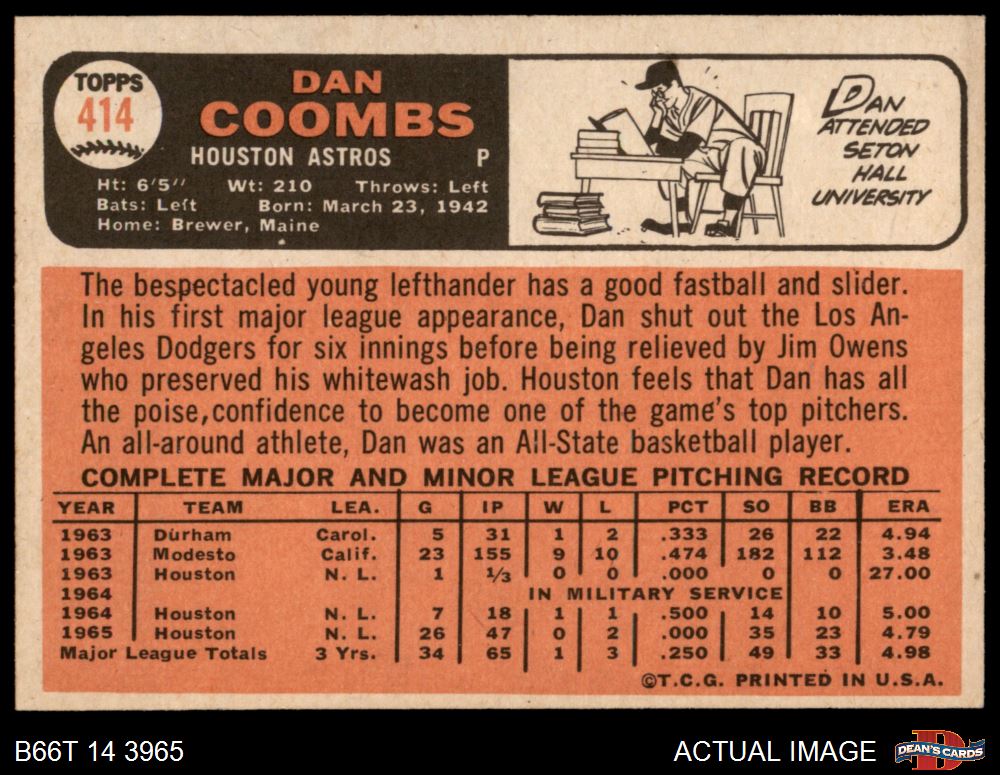 TOPPS
414
DAN
COOMBS
HOUSTON ASTROS P
Ht: 6'5" Wt: 210 Throws: Left
Bats: Left Born: March 23, 1942
Home: Brewer, Maine
DAN
ATTENDED
SETON
HALL
UNIVERSITY
The bespectacled young lefthander has a good fastball and slider.
In his first major league appearance, Dan shut out the Los An-
geles Dodgers for six innings before being relieved by Jim Owens
who preserved his whitewash job. Houston feels that Dan has all
the poise,confidence to become one of the game's top pitchers.
An all-around athlete, Dan was an All-State basketball player.
COMPLETE MAJOR AND MINOR LEAGUE PITCHING RECORD
YEAR TEAM LEA. G IP W L PCT SO BB ERA
1963 Durham Carol. 5 31 1 2 .333 26 22 4.94
1963 Modesto Calif. 23 155 9 10 .474 182 112 3.48
1963 Houston N. L. 1 1/3 0 0 .000 0 0 27.00
1964 IN MILITARY SERVICE
1964 Houston N. L. 7 18 1 1 .500 14 10 5.00
1965 Houston N. L. 26 47 0 2 .000 35 23 4.79
Major League Totals 3 Yrs. 34 65 1 3 .250 49 33 4.98
©T.C.G. PRINTED IN U.S.A.
B66T 14 3965 ACTUAL IMAGE DEAN'S CARDS